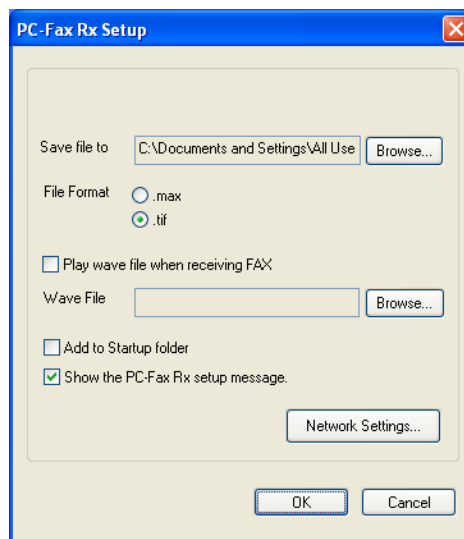 PC-Fax Rx Setup
Save file to C:\Documents and Settings\All Use Browse...
File Format .max
.tif
Play wave file when receiving FAX
Wave File Browse...
Add to Startup folder
Show the PC-Fax Rx setup message.
Network Settings...
OK Cancel